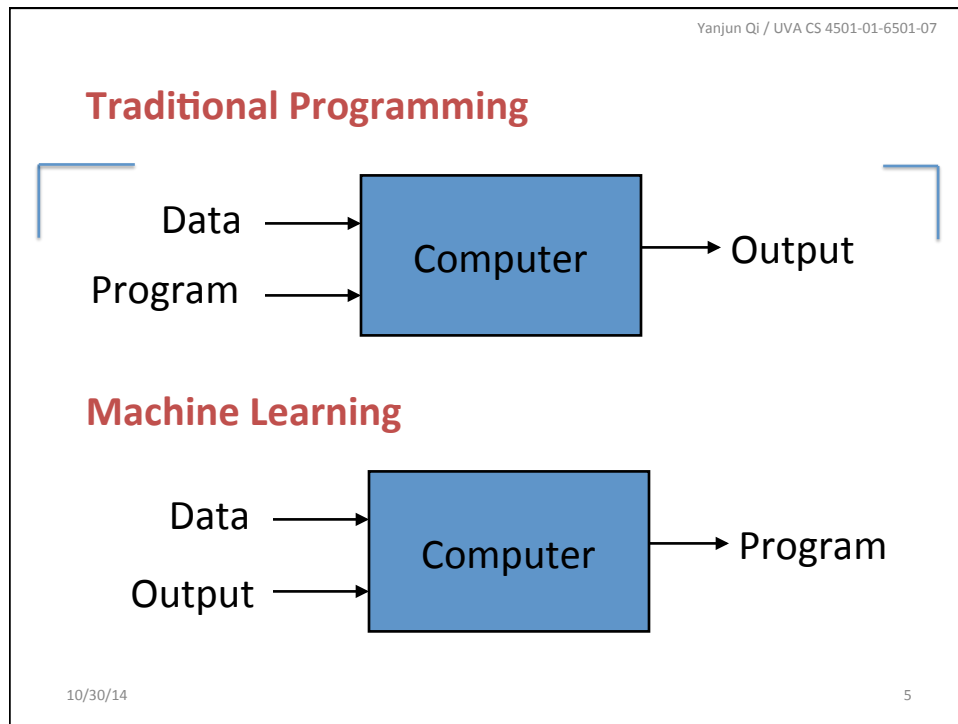 Yanjun Qi / UVA CS 4501-01-6501-07
Traditional Programming
Data
Program
Computer
Output
Machine Learning
Data
Output
Computer
Program
10/30/14
5